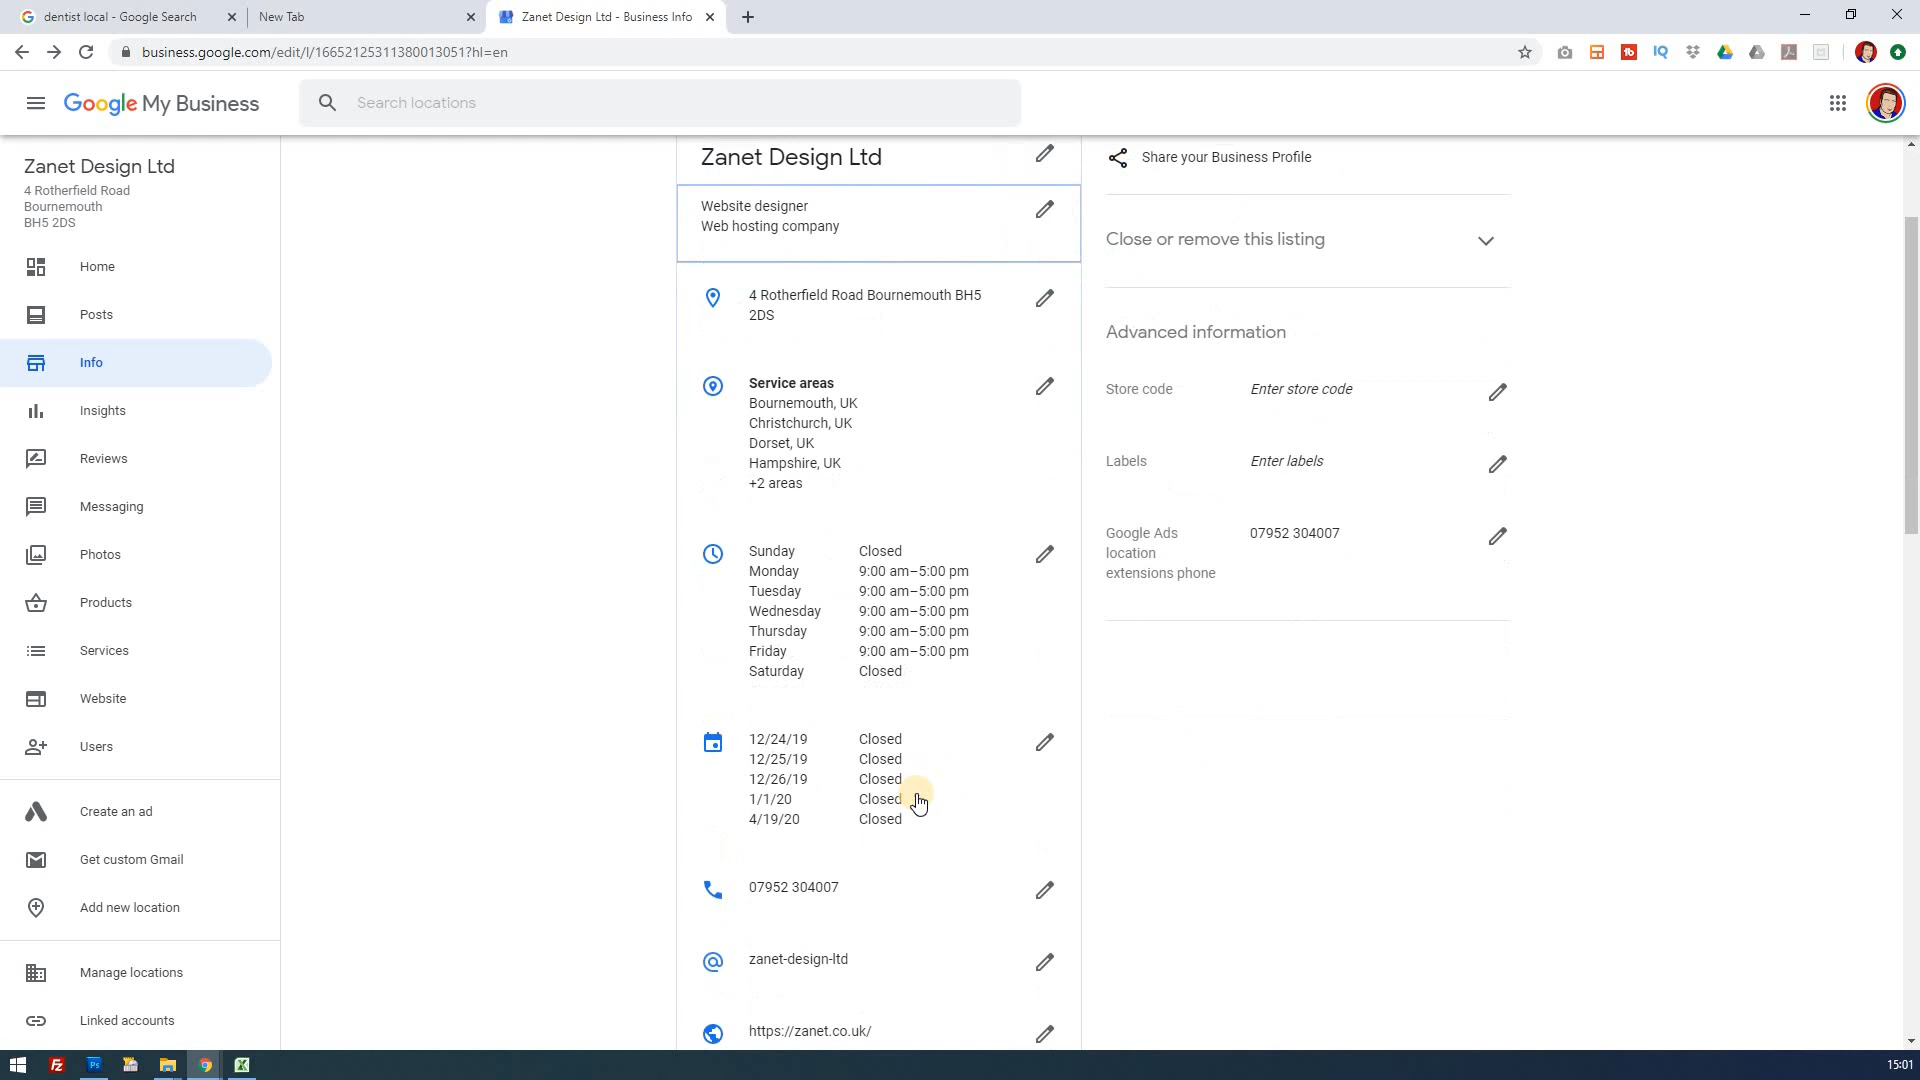 dentist local - Google Search
New Tab
Zanet Design Ltd - Business Info
business.google.com/edit/l/16652125311380013051?hl=en
Google My Business
Search locations
Zanet Design Ltd
4 Rotherfield Road
Bournemouth
BH5 2DS
Home
Posts
Info
Insights
Reviews
Messaging
Photos
Products
Services
Website
Users
Create an ad
Get custom Gmail
Add new location
Manage locations
Linked accounts
Zanet Design Ltd
Website designer
Web hosting company
4 Rotherfield Road Bournemouth BH5
2DS
Service areas
Bournemouth, UK
Christchurch, UK
Dorset, UK
Hampshire, UK
+2 areas
Sunday Closed
Monday 9:00 am–5:00 pm
Tuesday 9:00 am–5:00 pm
Wednesday 9:00 am–5:00 pm
Thursday 9:00 am–5:00 pm
Friday 9:00 am–5:00 pm
Saturday Closed
12/24/19 Closed
12/25/19 Closed
12/26/19 Closed
1/1/20 Closed
4/19/20 Closed
07952 304007
zanet-design-ltd
https://zanet.co.uk/
Share your Business Profile
Close or remove this listing
Advanced information
Store code Enter store code
Labels Enter labels
Google Ads 07952 304007
location
extensions phone
15:01